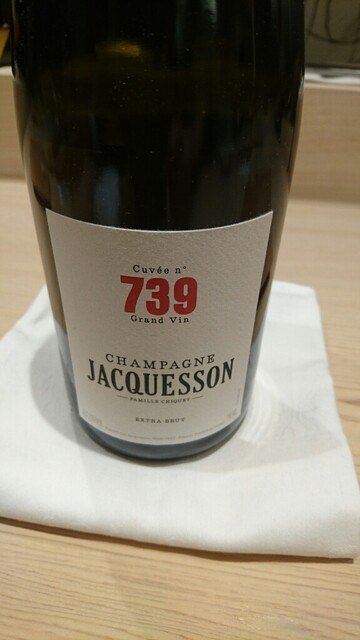 Cuvée n°
739
Grand Vin
CHAMPAGNE
JACQUESSON
FAMILLE CHIQUET
EXTRA-BRUT